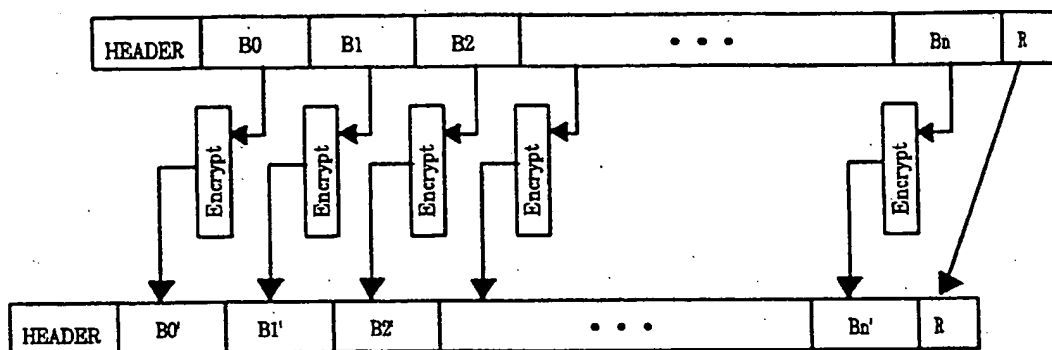 HEADER B0 B1 B2 • • • Bn R
Encrypt Encrypt Encrypt Encrypt Encrypt
HEADER B0' B1' B2' • • • Bn' R